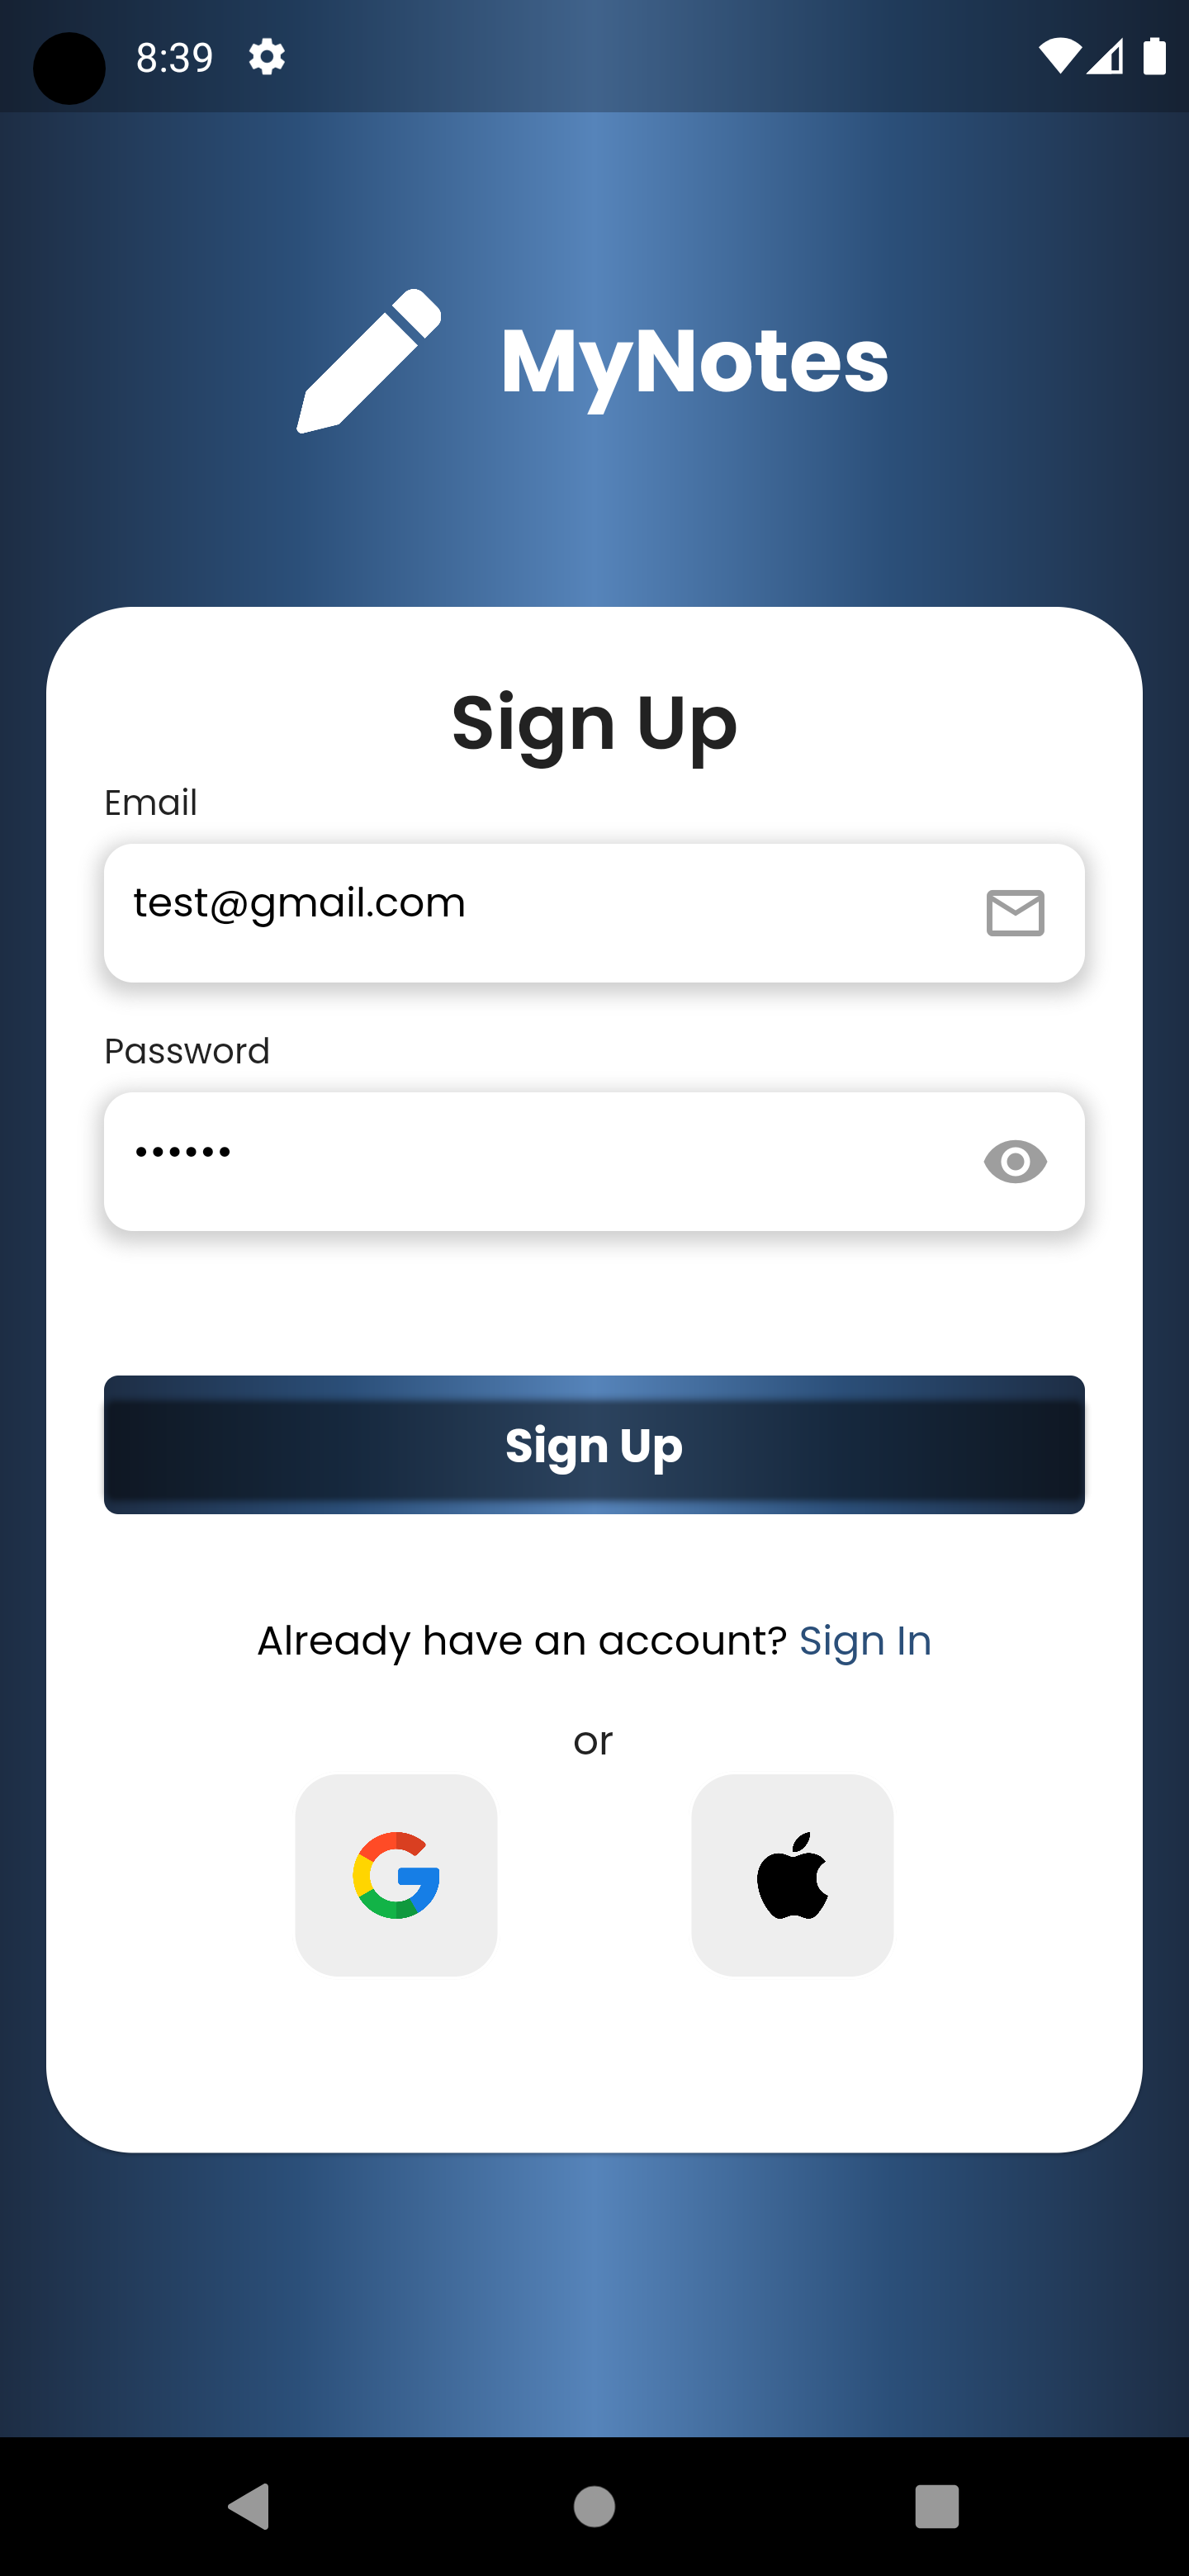 8:39
MyNotes
Sign Up
Email
test@gmail.com
Password
••••••
Sign Up
Already have an account? Sign In
or